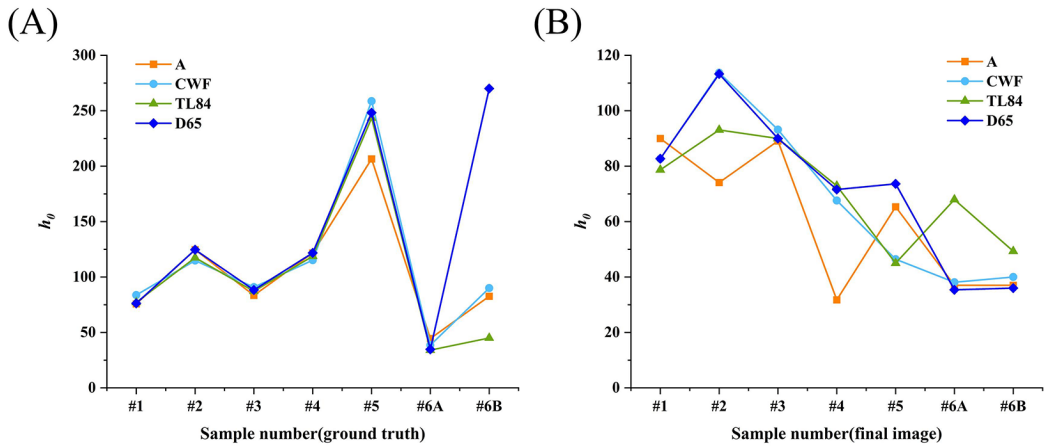 (A)
300
250
200
150
100
50
0
h0
A
CWF
TL84
D65
#1 #2 #3 #4 #5 #6A #6B
Sample number(ground truth)
(B)
120
100
80
60
40
20
0
h0
A
CWF
TL84
D65
#1 #2 #3 #4 #5 #6A #6B
Sample number(final image)